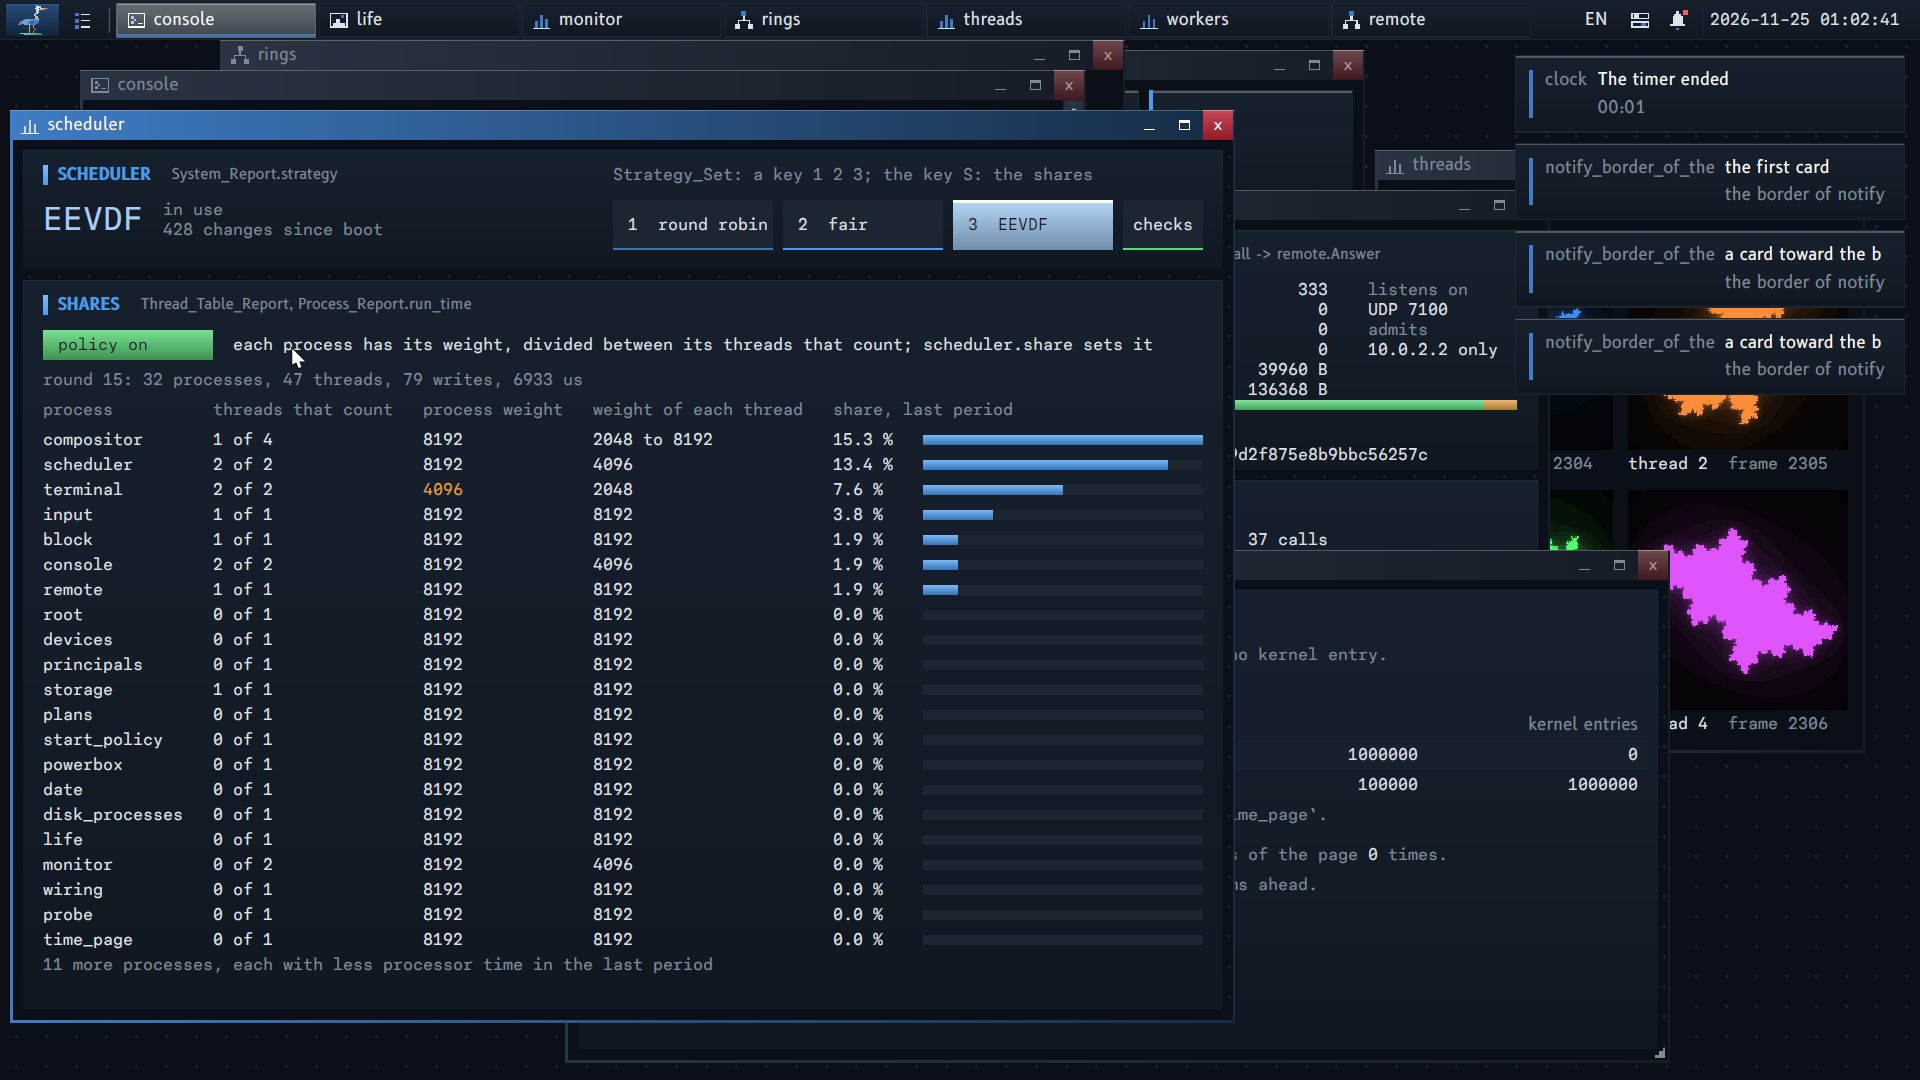 console
life
monitor
rings
threads
workers
remote
EN
2026-11-25 01:02:41
rings
console
scheduler
SCHEDULER System_Report.strategy
Strategy_Set: a key 1 2 3; the key S: the shares
EEVDF
in use
428 changes since boot
1 round robin
2 fair
3 EEVDF
checks
SHARES Thread_Table_Report, Process_Report.run_time
policy on
each process has its weight, divided between its threads that count; scheduler.share sets it
round 15: 32 processes, 47 threads, 79 writes, 6933 us
process threads that count process weight weight of each thread share, last period
compositor 1 of 4 8192 2048 to 8192 15.3 %
scheduler 2 of 2 8192 4096 13.4 %
terminal 2 of 2 4096 2048 7.6 %
input 1 of 1 8192 8192 3.8 %
block 1 of 1 8192 8192 1.9 %
console 2 of 2 8192 4096 1.9 %
remote 1 of 1 8192 8192 1.9 %
root 0 of 1 8192 8192 0.0 %
devices 0 of 1 8192 8192 0.0 %
principals 0 of 1 8192 8192 0.0 %
storage 1 of 1 8192 8192 0.0 %
plans 0 of 1 8192 8192 0.0 %
start_policy 0 of 1 8192 8192 0.0 %
powerbox 0 of 1 8192 8192 0.0 %
date 0 of 1 8192 8192 0.0 %
disk_processes 0 of 1 8192 8192 0.0 %
life 0 of 1 8192 8192 0.0 %
monitor 0 of 2 8192 4096 0.0 %
wiring 0 of 1 8192 8192 0.0 %
probe 0 of 1 8192 8192 0.0 %
time_page 0 of 1 8192 8192 0.0 %
11 more processes, each with less processor time in the last period
threads
clock The timer ended
00:01
notify_border_of_the the first card
the border of notify
notify_border_of_the a card toward the b
the border of notify
notify_border_of_the a card toward the b
the border of notify
all -> remote.Answer
333 listens on
0 UDP 7100
0 admits
0 10.0.2.2 only
39960 B
136368 B
d2f875e8b9bbc56257c
37 calls
2304
thread 2 frame 2305
ad 4 frame 2306
no kernel entry.
kernel entries
1000000 0
100000 1000000
me_page`.
s of the page 0 times.
ns ahead.